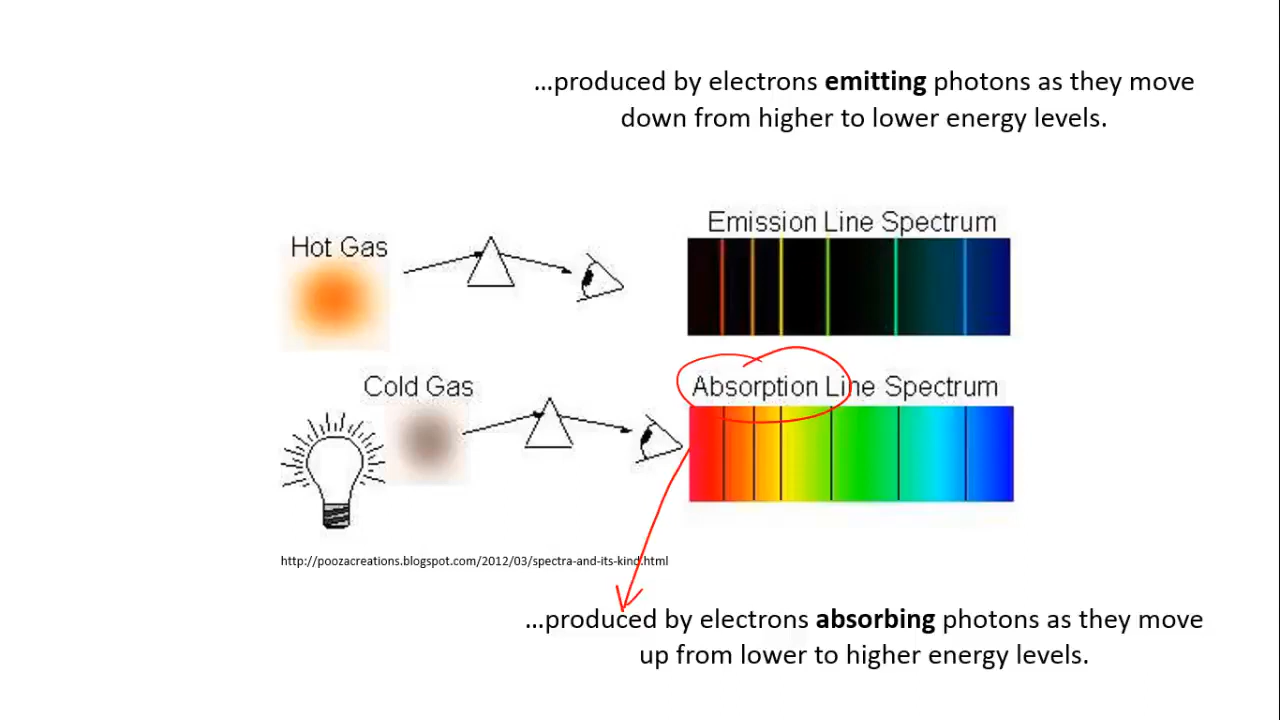 ...produced by electrons emitting photons as they move
down from higher to lower energy levels.
Emission Line Spectrum
Hot Gas
Cold Gas
Absorption Line Spectrum
http://poozacreations.blogspot.com/2012/03/spectra-and-its-kind.html
...produced by electrons absorbing photons as they move
up from lower to higher energy levels.